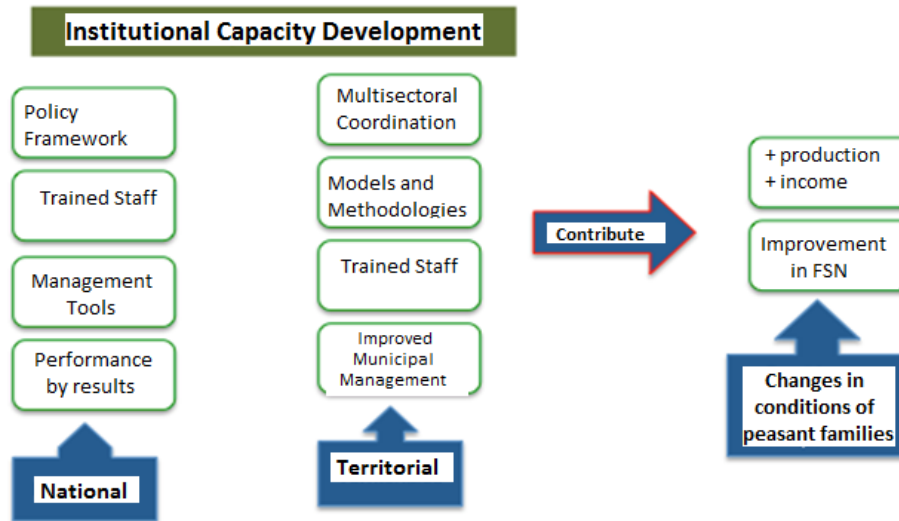 Institutional Capacity Development
Policy
Framework
Trained Staff
Management
Tools
Performance
by results
National
Multisectoral
Coordination
Models and
Methodologies
Trained Staff
Improved
Municipal
Management
Territorial
Contribute
+ production
+ income
Improvement
in FSN
Changes in
conditions of
peasant families